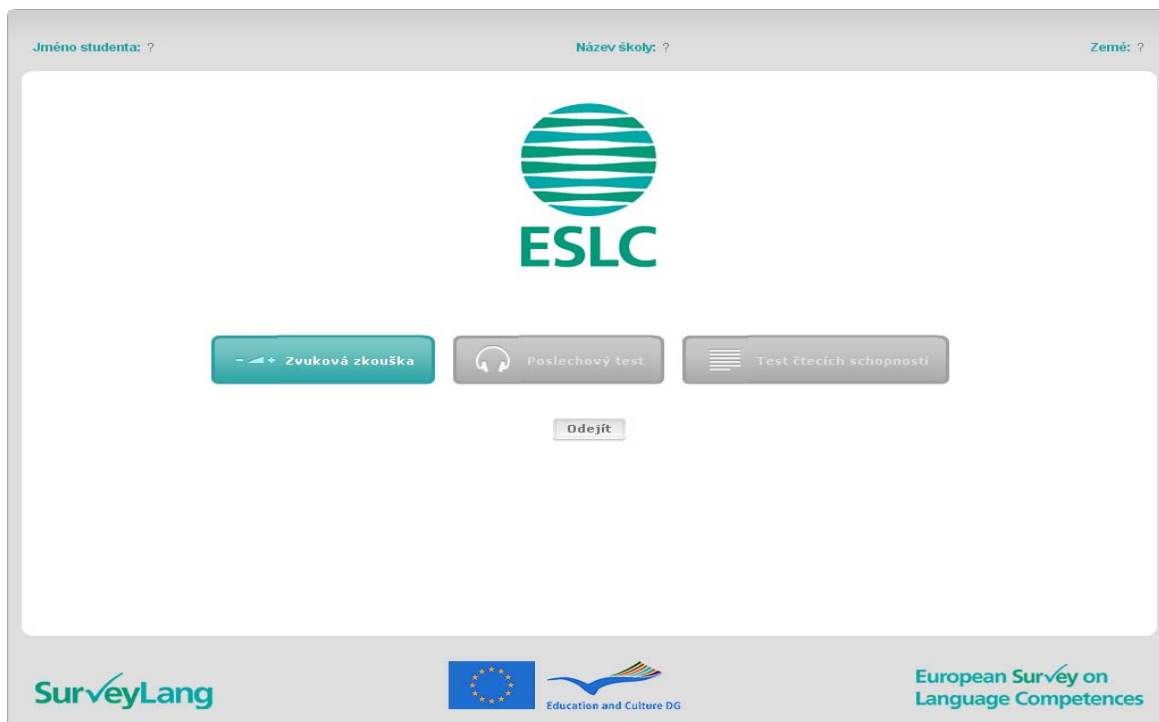 Jméno studenta: ?
Název školy: ?
Země: ?
ESLC
- + Zvuková zkouška
Poslechový test
Test čtecích schopností
Odejít
SurveyLang
Education and Culture DG
European Survey on
Language Competences